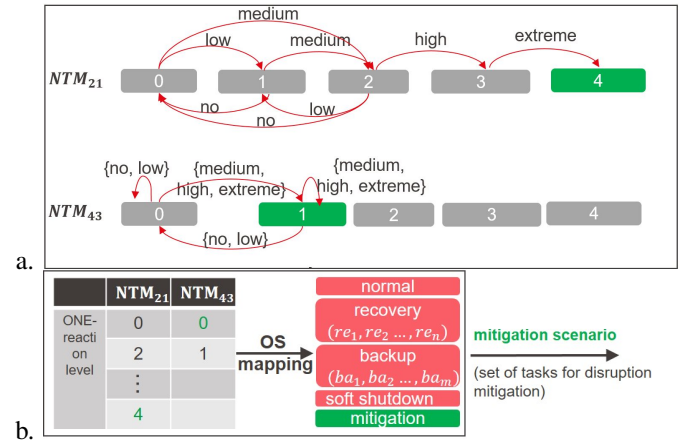 medium
low
medium
high
extreme
NTM₂₁ 0 1 2 3 4
no
low
no
{no, low}
{medium,
high, extreme}
{medium,
high, extreme}
NTM₄₃ 0 1 2 3 4
{no, low}
a.
NTM₂₁ NTM₄₃
ONE-
reacti
on
level
0 0
2 1
⋮
4
OS
mapping
normal
recovery
(re₁, re₂ ..., reₙ)
backup
(ba₁, ba₂ ..., baₘ)
soft shutdown
mitigation
mitigation scenario
(set of tasks for disruption
mitigation)
b.